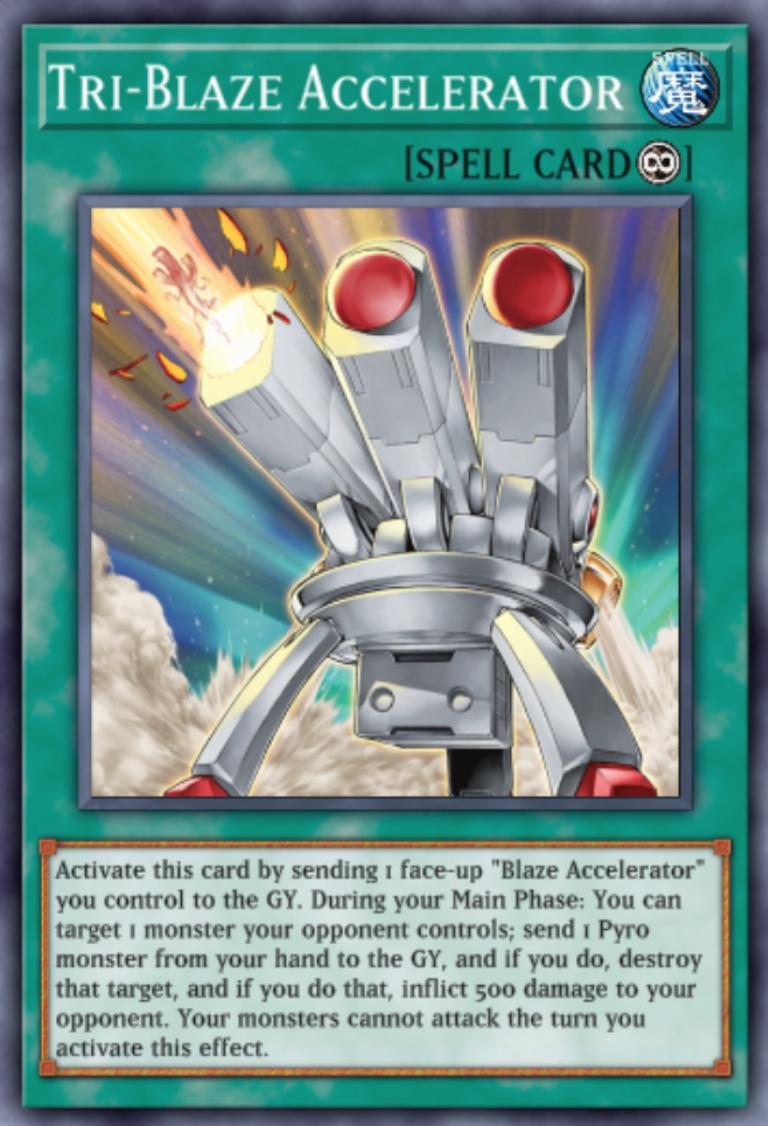 TRI-BLAZE ACCELERATOR
SPELL
魔
[SPELL CARD♾]
Activate this card by sending 1 face-up "Blaze Accelerator"
you control to the GY. During your Main Phase: You can
target 1 monster your opponent controls; send 1 Pyro
monster from your hand to the GY, and if you do, destroy
that target, and if you do that, inflict 500 damage to your
opponent. Your monsters cannot attack the turn you
activate this effect.